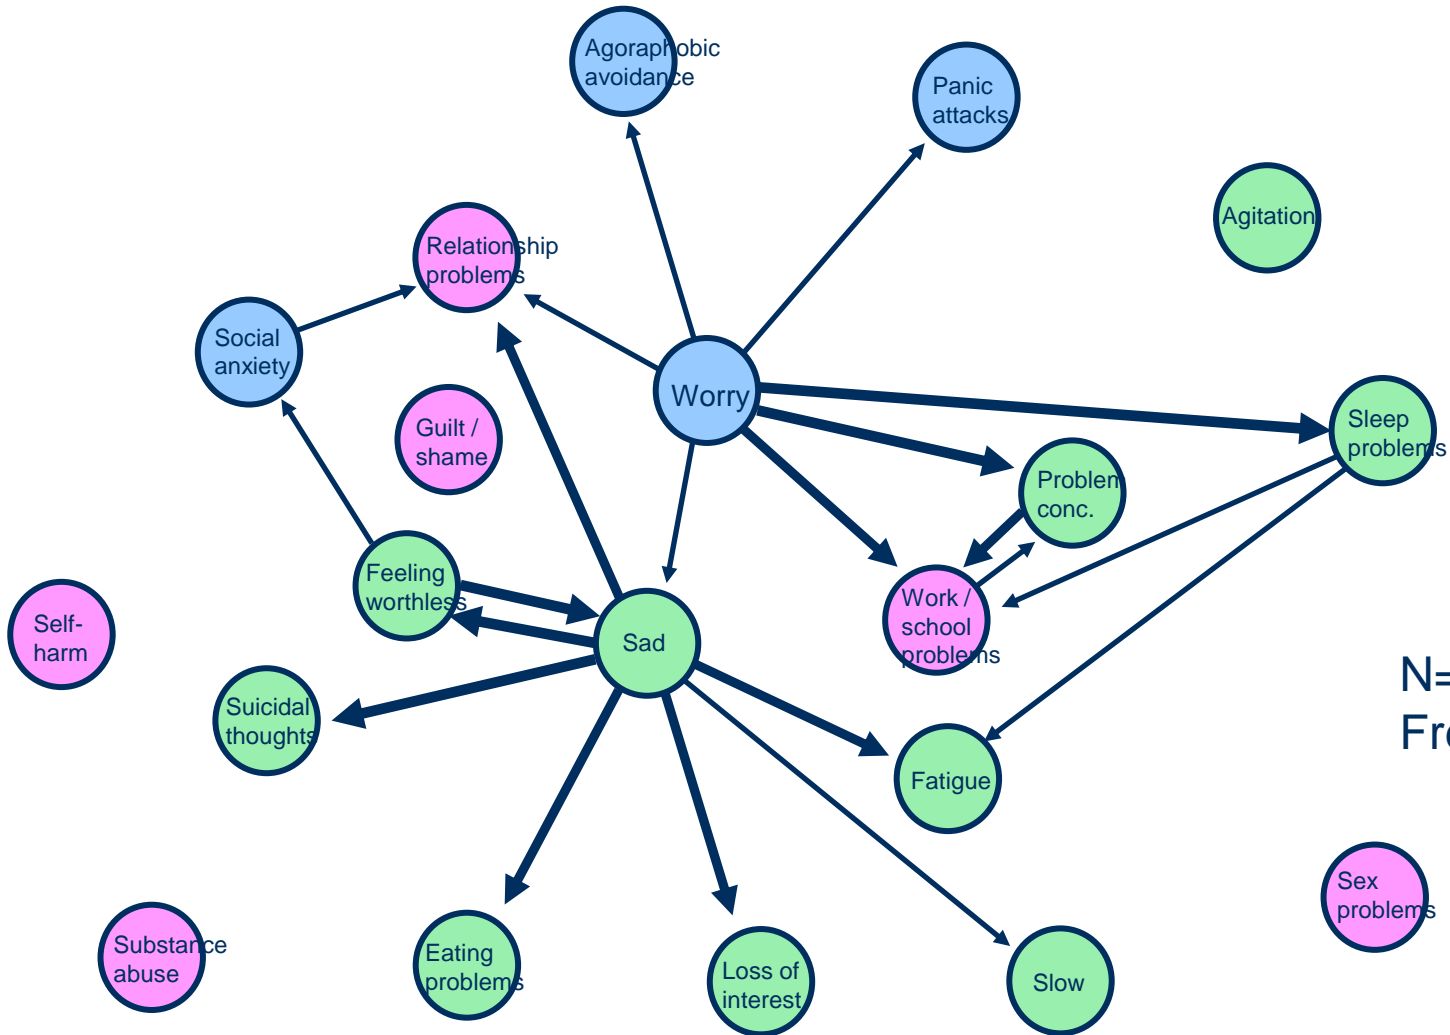 Agoraphobic
avoidance
Panic
attacks
Agitation
Relationship
problems
Social
anxiety
Worry
Guilt /
shame
Sleep
problems
Problem
conc.
Feeling
worthless
Work /
school
problems
Sad
Self-
harm
Suicidal
thoughts
N=
Fatigue
Sex
problems
Substance
abuse
Eating
problems
Loss of
interest
Slow